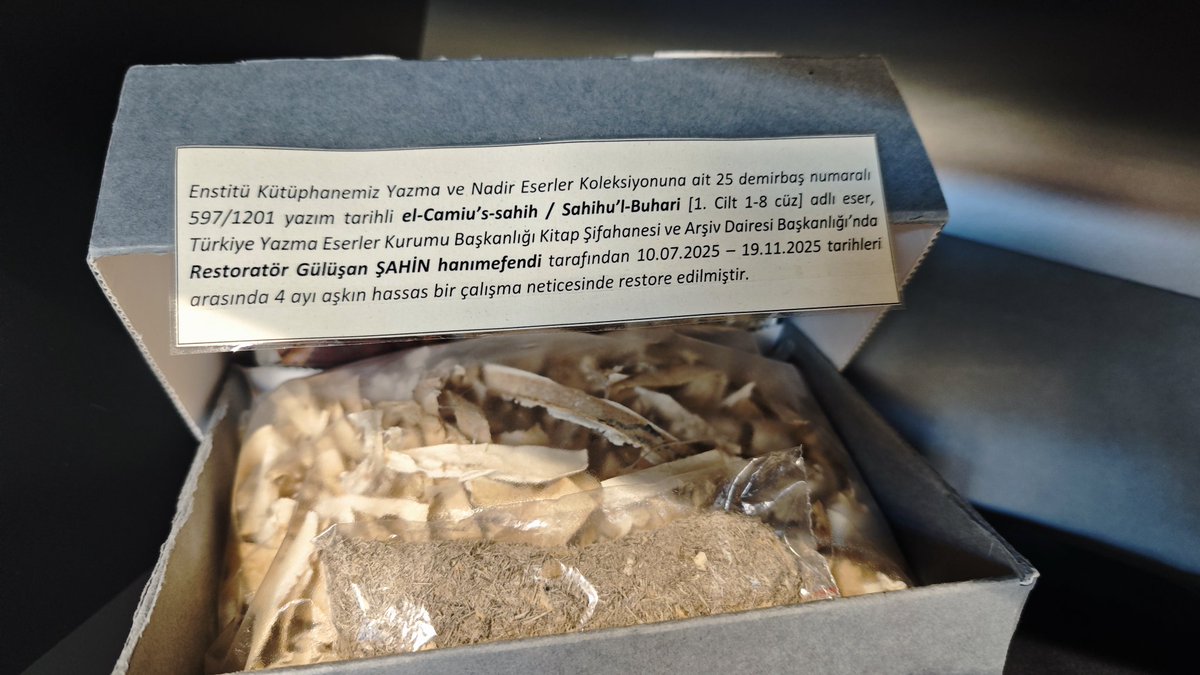 Enstitü Kütüphanemiz Yazma ve Nadir Eserler Koleksiyonuna ait 25 demirbaş numaralı
597/1201 yazım tarihli el-Camiu’s-sahih / Sahihu’l-Buhari [1. Cilt 1-8 cüz] adlı eser,
Türkiye Yazma Eserler Kurumu Başkanlığı Kitap Şifahanesi ve Arşiv Dairesi Başkanlığı’nda
Restoratör Gülüşan ŞAHİN hanımefendi tarafından 10.07.2025 – 19.11.2025 tarihleri
arasında 4 ayı aşkın hassas bir çalışma neticesinde restore edilmiştir.